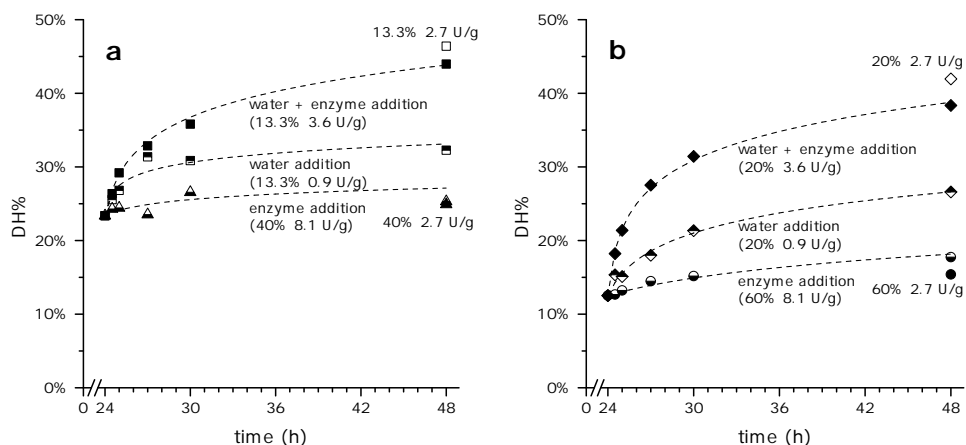 50%
40%
30%
20%
10%
0%
DH%
a
13.3% 2.7 U/g
water + enzyme addition
(13.3% 3.6 U/g)
water addition
(13.3% 0.9 U/g)
enzyme addition
(40% 8.1 U/g)
40% 2.7 U/g
0 24 30 36 42 48
time (h)
50%
40%
30%
20%
10%
0%
DH%
b
20% 2.7 U/g
water + enzyme addition
(20% 3.6 U/g)
water addition
(20% 0.9 U/g)
enzyme addition
(60% 8.1 U/g)
60% 2.7 U/g
0 24 30 36 42 48
time (h)